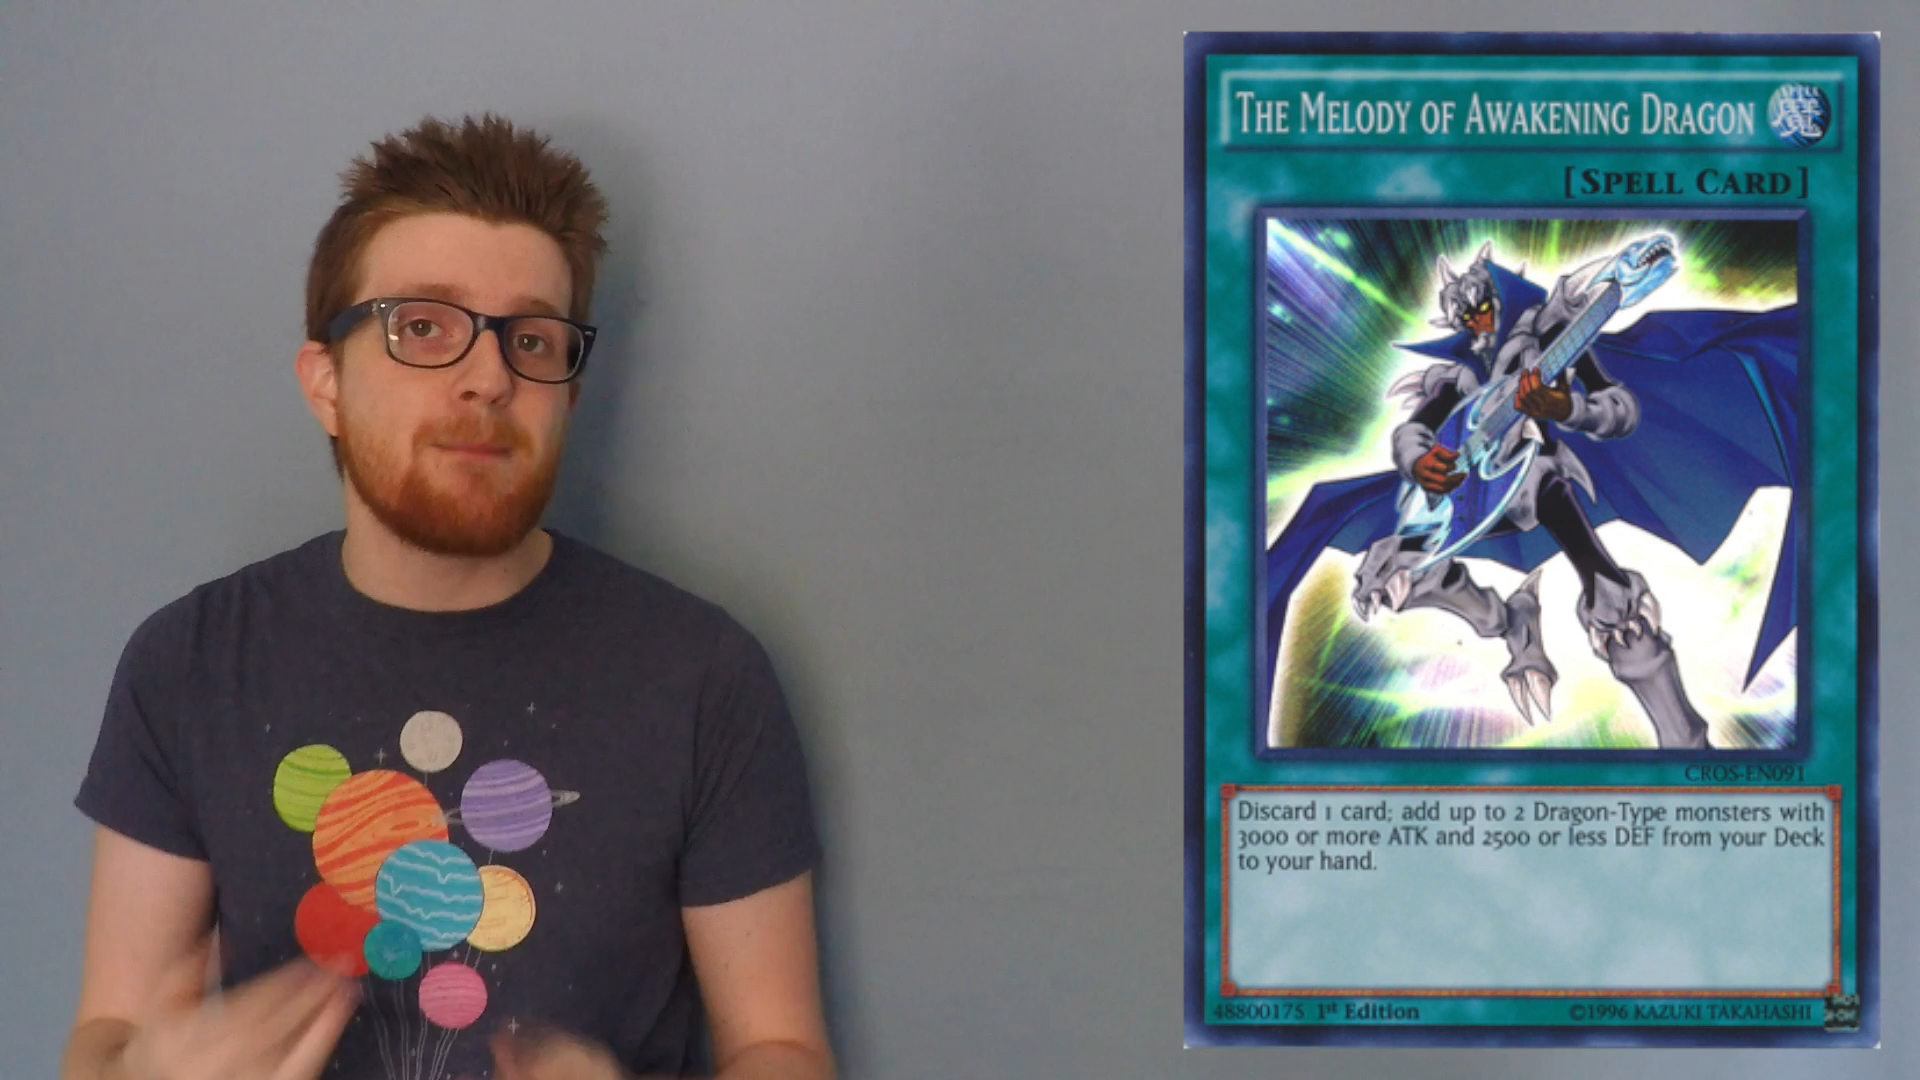 THE MELODY OF AWAKENING DRAGON
SPELL 魔
[SPELL CARD]
CROS-EN091
Discard 1 card; add up to 2 Dragon-Type monsters with
3000 or more ATK and 2500 or less DEF from your Deck
to your hand.
48800175 1st Edition ©1996 KAZUKI TAKAHASHI